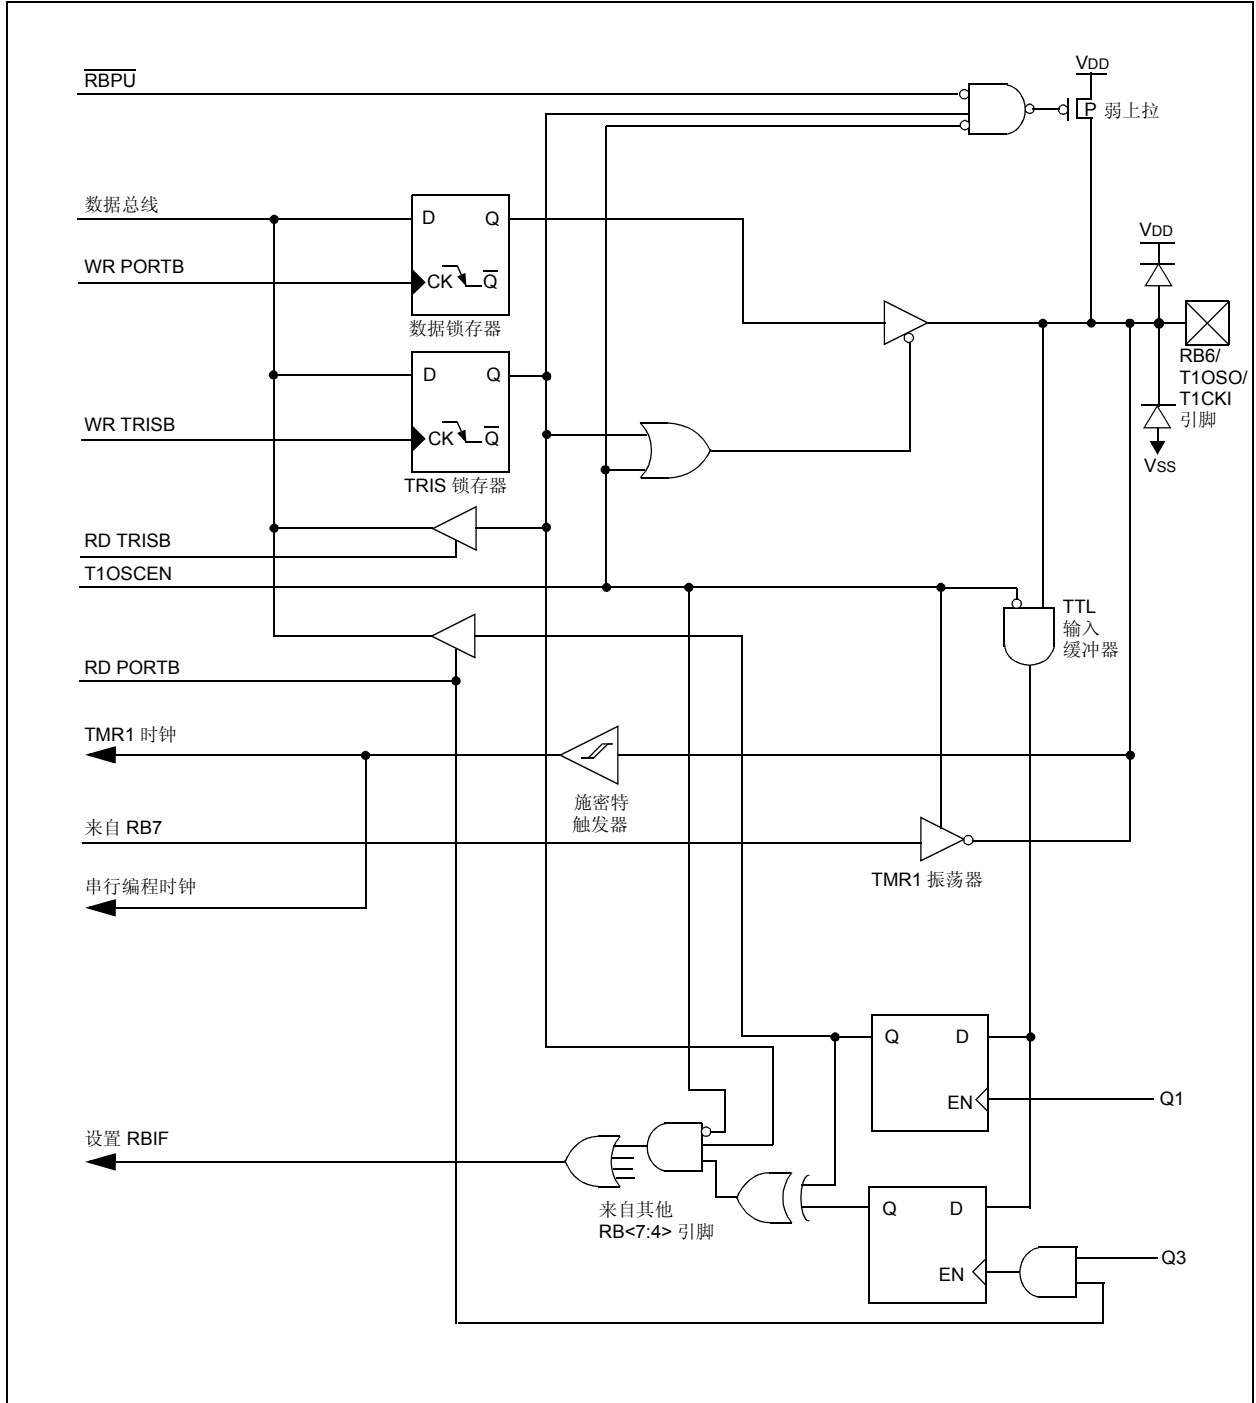 RBPU
VDD
P 弱上拉
数据总线
D Q
VDD
WR PORTB
CK Q
数据锁存器
D Q
RB6/
T1OSO/
T1CKI
引脚
WR TRISB
CK Q
VSS
TRIS 锁存器
RD TRISB
T1OSCEN
TTL
输入
缓冲器
RD PORTB
TMR1 时钟
施密特
触发器
来自 RB7
TMR1 振荡器
串行编程时钟
Q D
EN
Q1
设置 RBIF
来自其他
RB<7:4> 引脚
Q D
EN
Q3